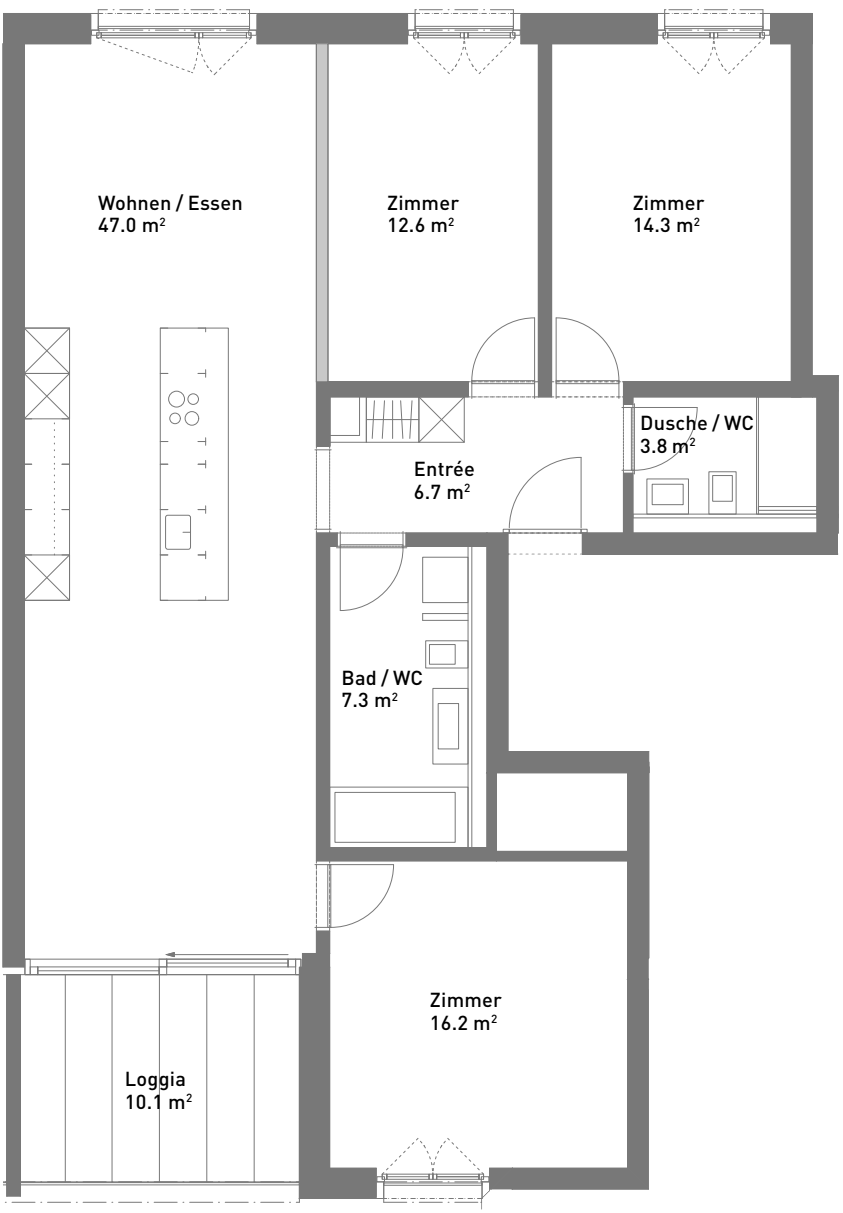 Wohnen / Essen
47.0 m²
Zimmer
12.6 m²
Zimmer
14.3 m²
Dusche / WC
3.8 m²
Entrée
6.7 m²
Bad / WC
7.3 m²
Zimmer
16.2 m²
Loggia
10.1 m²